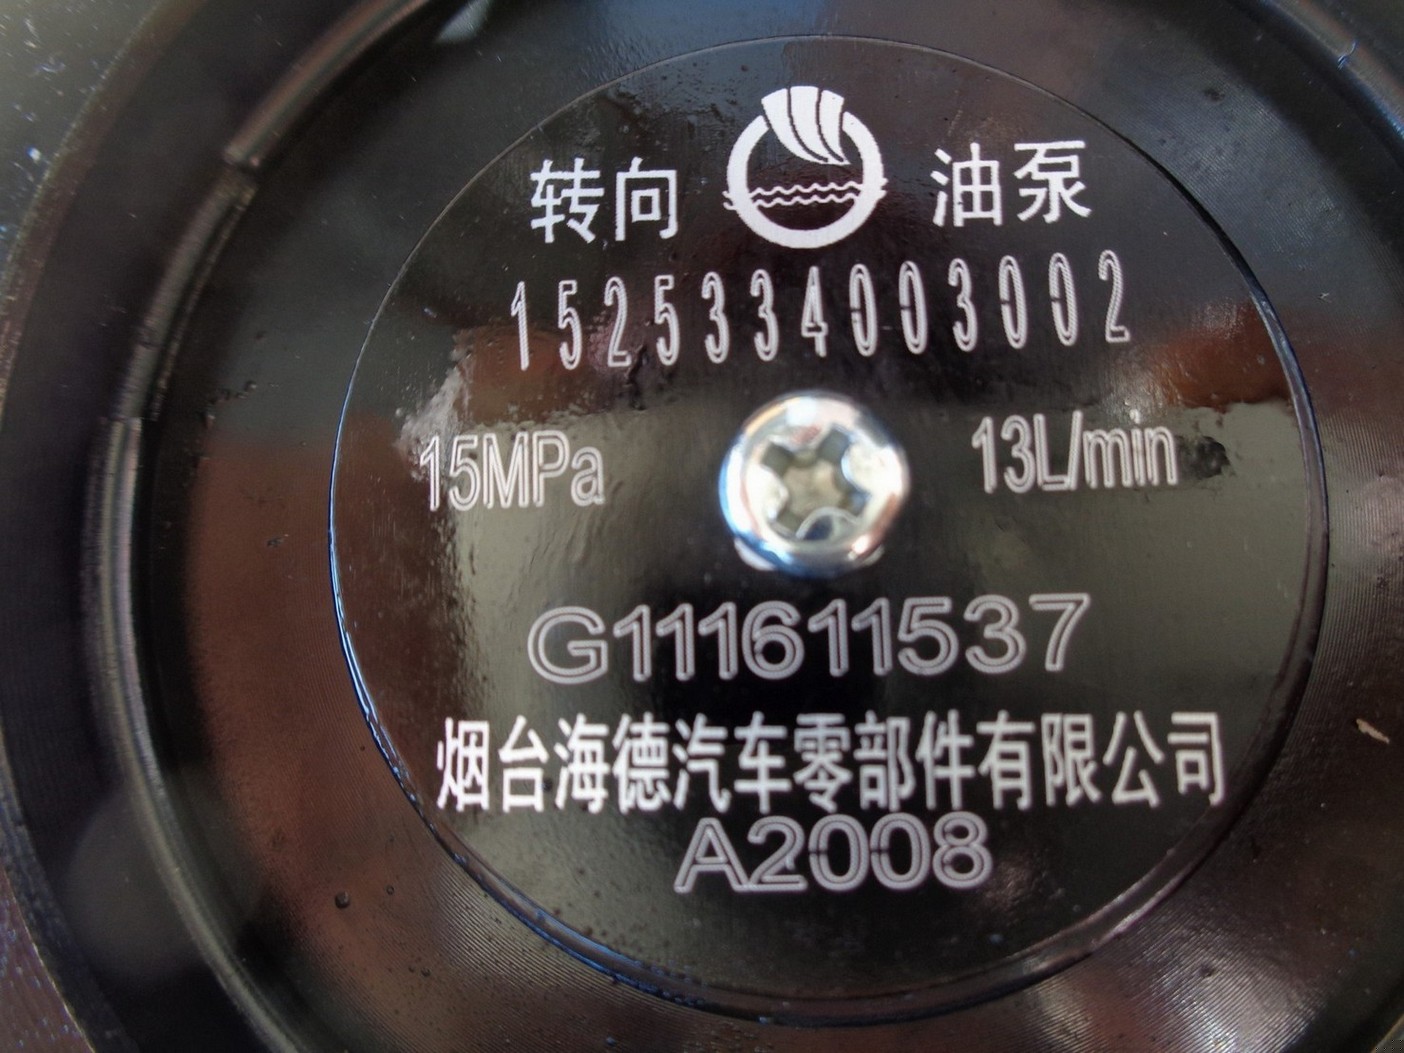 转向 油泵
1525334003002
15MPa 13L/min
G111611537
烟台海德汽车零部件有限公司
A2008